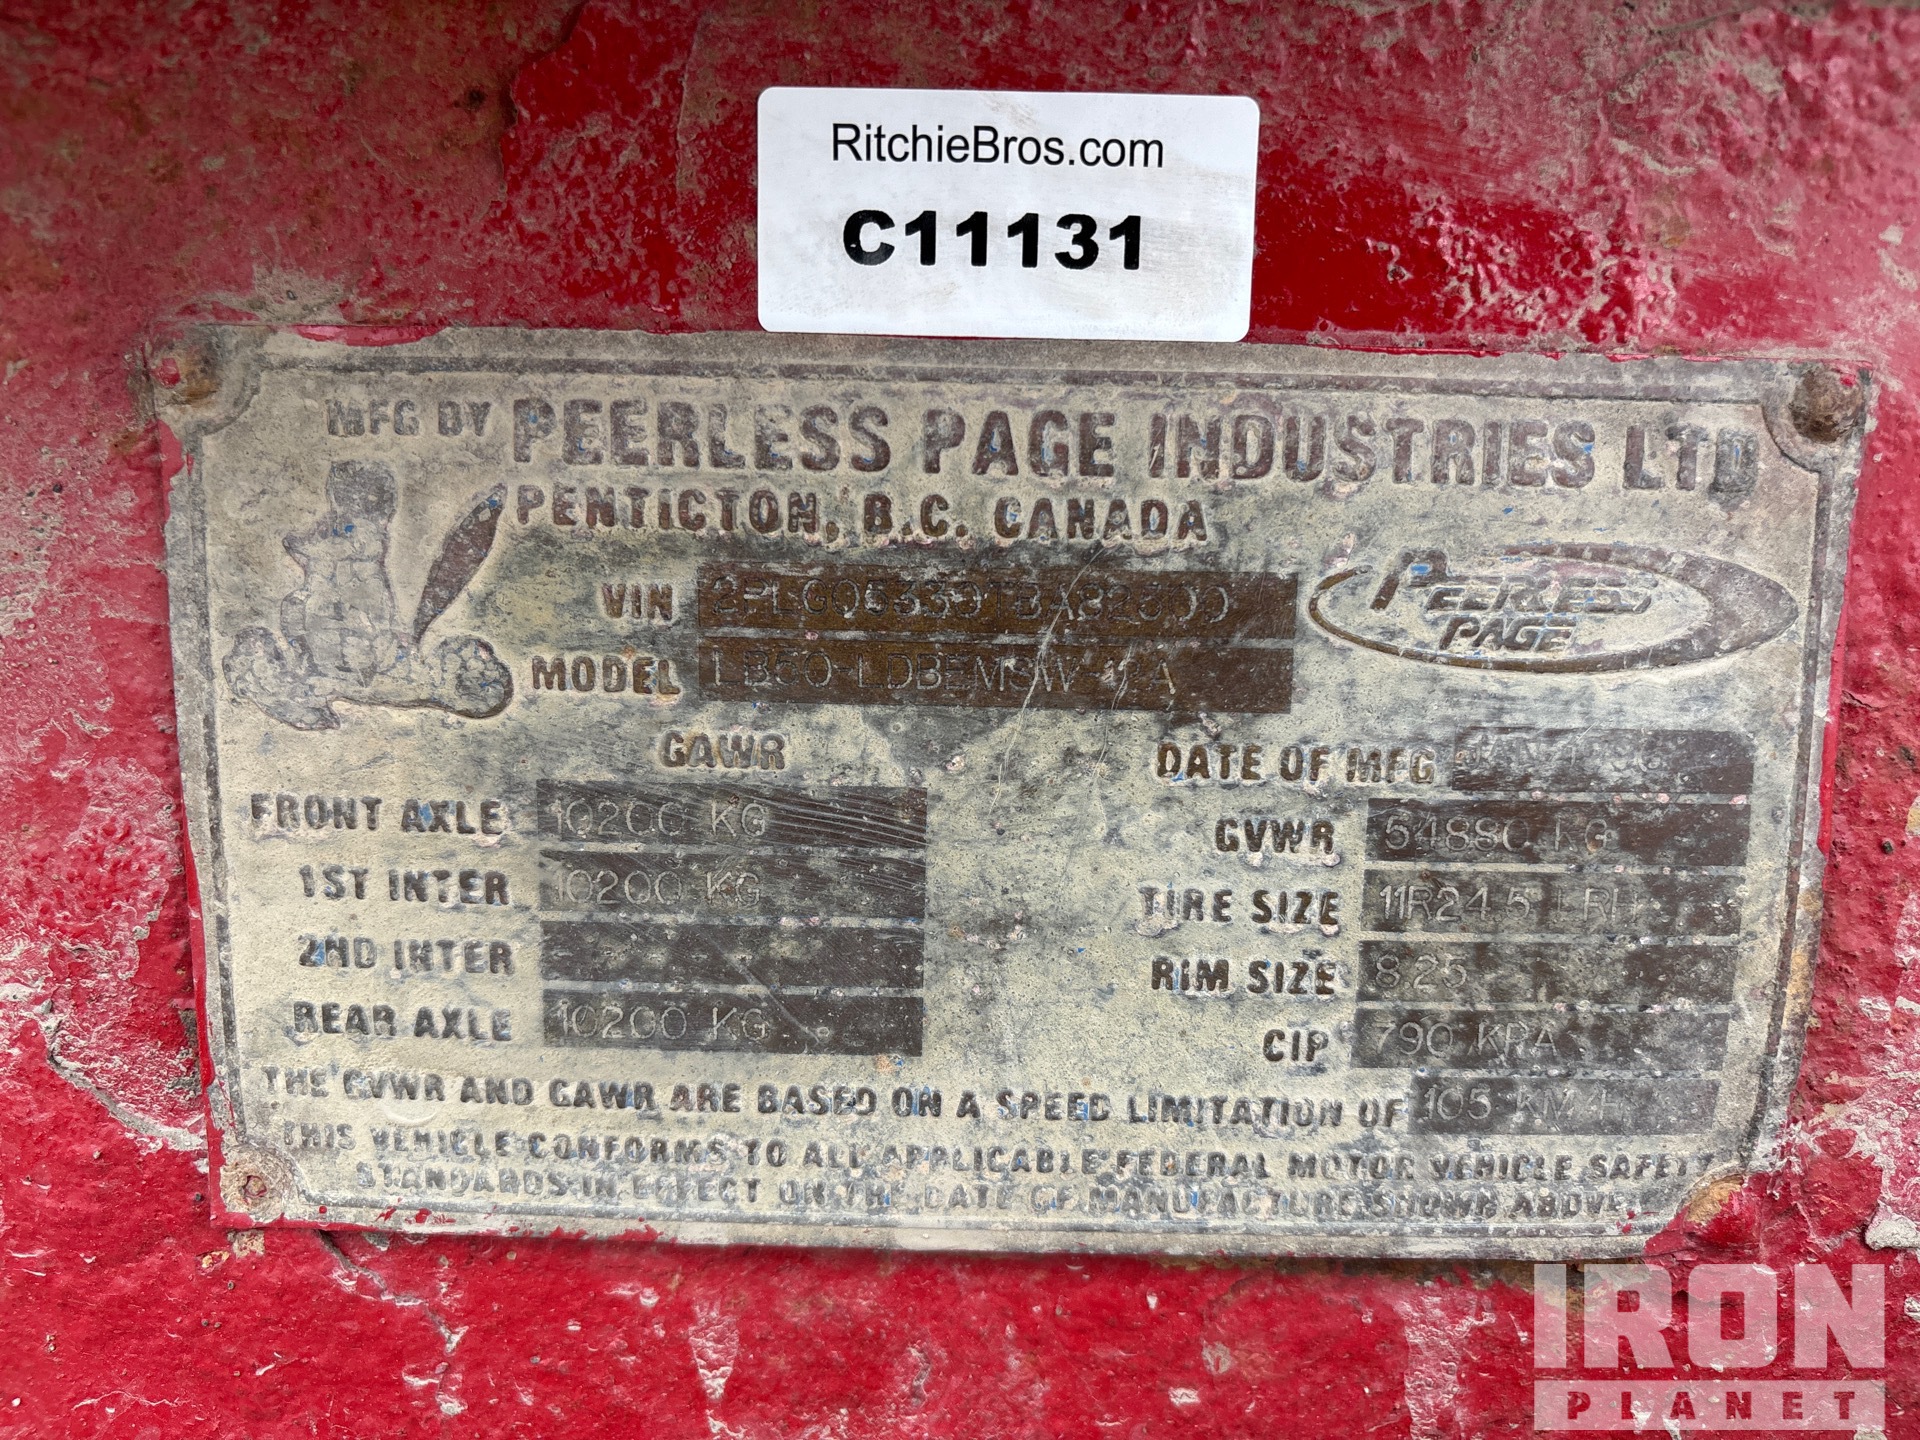 RitchieBros.com
C11131
MFG BY PEERLESS PAGE INDUSTRIES LTD
PENTICTON, B.C. CANADA
VIN
PEERLESS
PAGE
MODEL LB50-LDBEMSW-42A
GAWR
DATE OF MFG
FRONT AXLE 10200 KG
GVWR 54880 KG
1ST INTER 10200 KG
TIRE SIZE 11R24.5 LRH
2ND INTER
RIM SIZE 8.25
REAR AXLE 10200 KG
CIP 790 KPA
THE GVWR AND GAWR ARE BASED ON A SPEED LIMITATION OF 105 KM/H
THIS VEHICLE CONFORMS TO ALL APPLICABLE FEDERAL MOTOR VEHICLE SAFETY
STANDARDS IN EFFECT ON THE DATE OF MANUFACTURE SHOWN ABOVE
IRON
PLANET